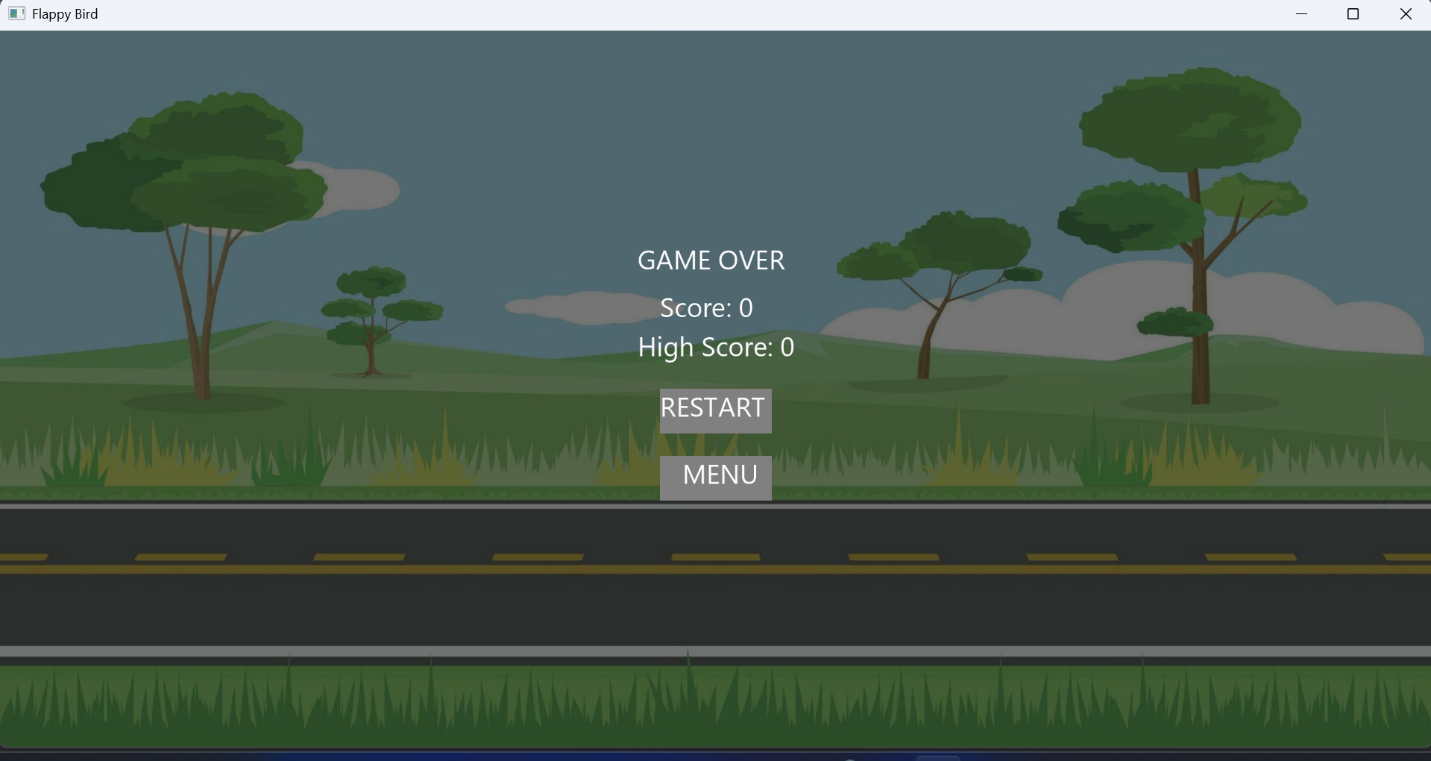 Flappy Bird
GAME OVER
Score: 0
High Score: 0
RESTART
MENU